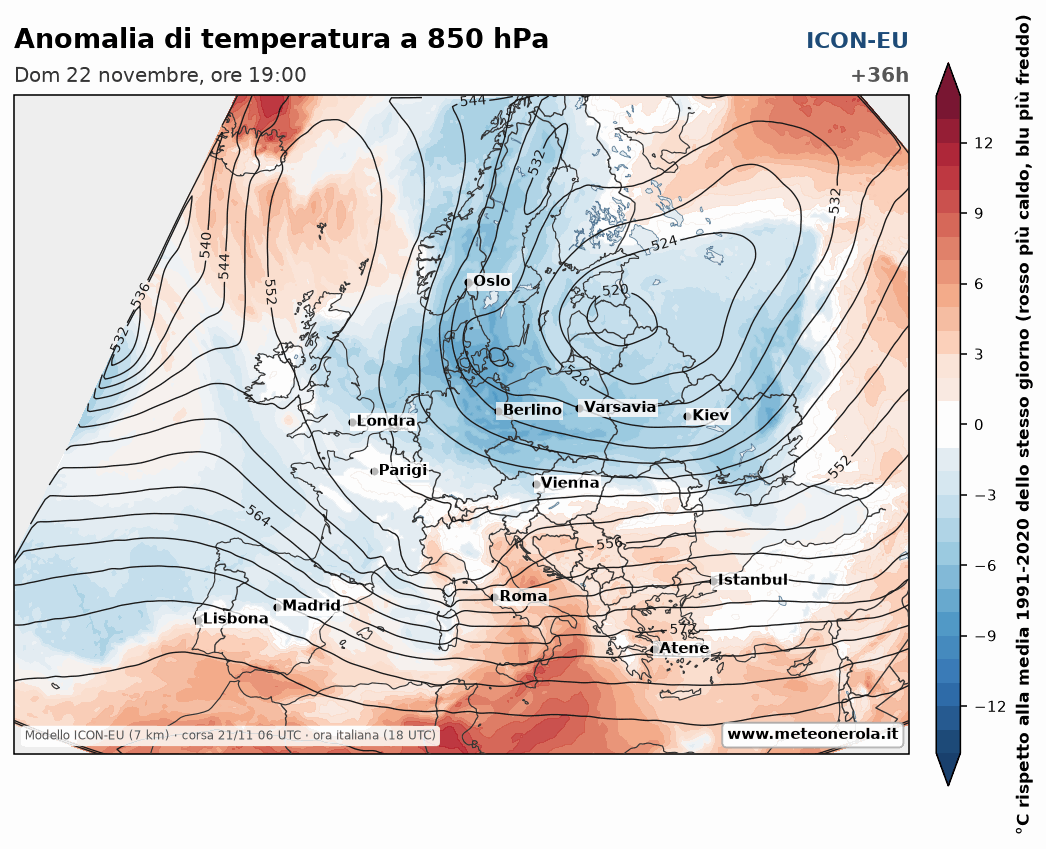 Anomalia di temperatura a 850 hPa
ICON-EU
Dom 22 novembre, ore 19:00
+36h
544
532
532
540
544
524
536
552
520
532
528
552
564
556
Oslo
Berlino
Varsavia
Kiev
Londra
Parigi
Vienna
Istanbul
Roma
Madrid
Lisbona
Atene
Modello ICON-EU (7 km) · corsa 21/11 06 UTC · ora italiana (18 UTC)
www.meteonerola.it
12
9
6
3
0
−3
−6
−9
−12
°C rispetto alla media 1991-2020 dello stesso giorno (rosso più caldo, blu più freddo)